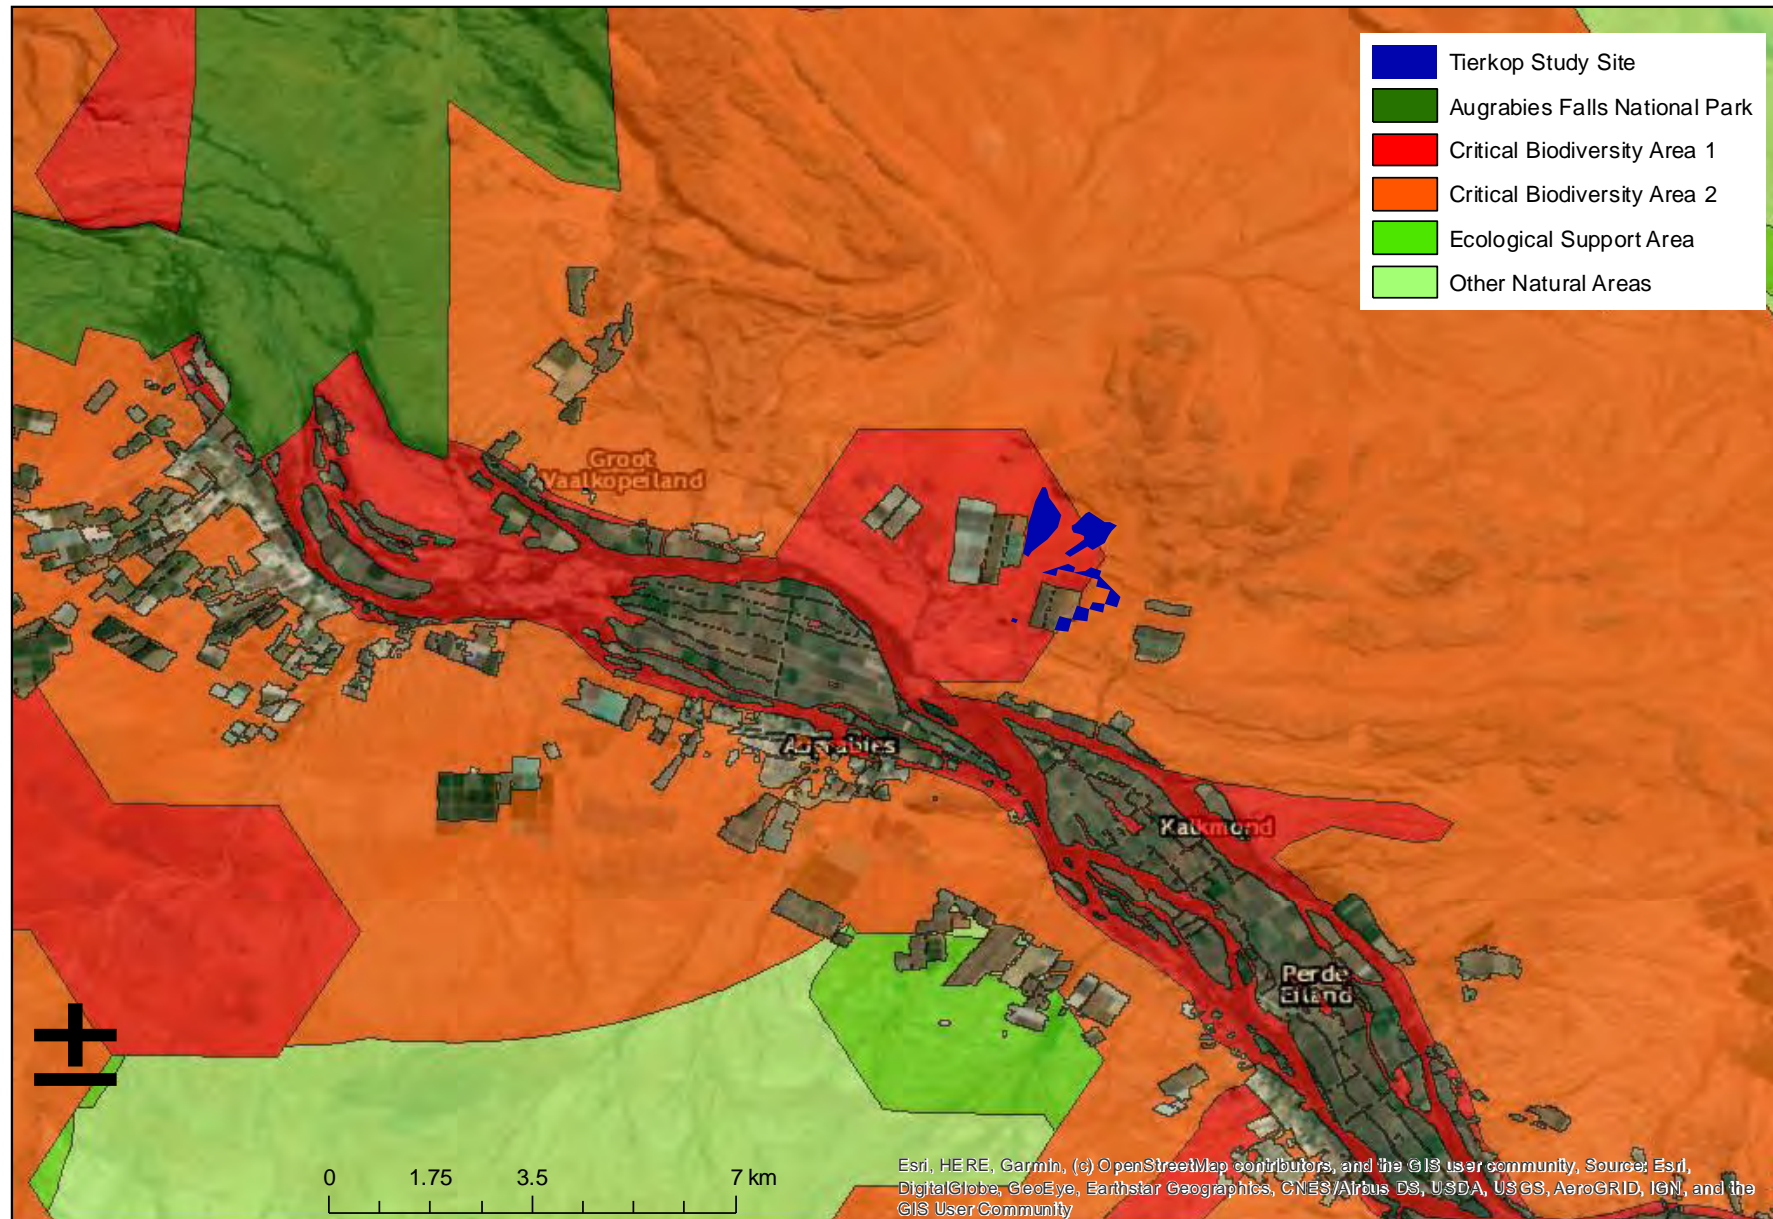 Tierkop Study Site
Augrabies Falls National Park
Critical Biodiversity Area 1
Critical Biodiversity Area 2
Ecological Support Area
Other Natural Areas
Groot
Vaalkopeiland
Augrabies
Kalkmond
Perde
Eiland
0 1.75 3.5 7 km
Esri, HERE, Garmin, (c) OpenStreetMap contributors, and the GIS user community, Source: Esri,
DigitalGlobe, GeoEye, Earthstar Geographics, CNES/Airbus DS, USDA, USGS, AeroGRID, IGN, and the
GIS User Community